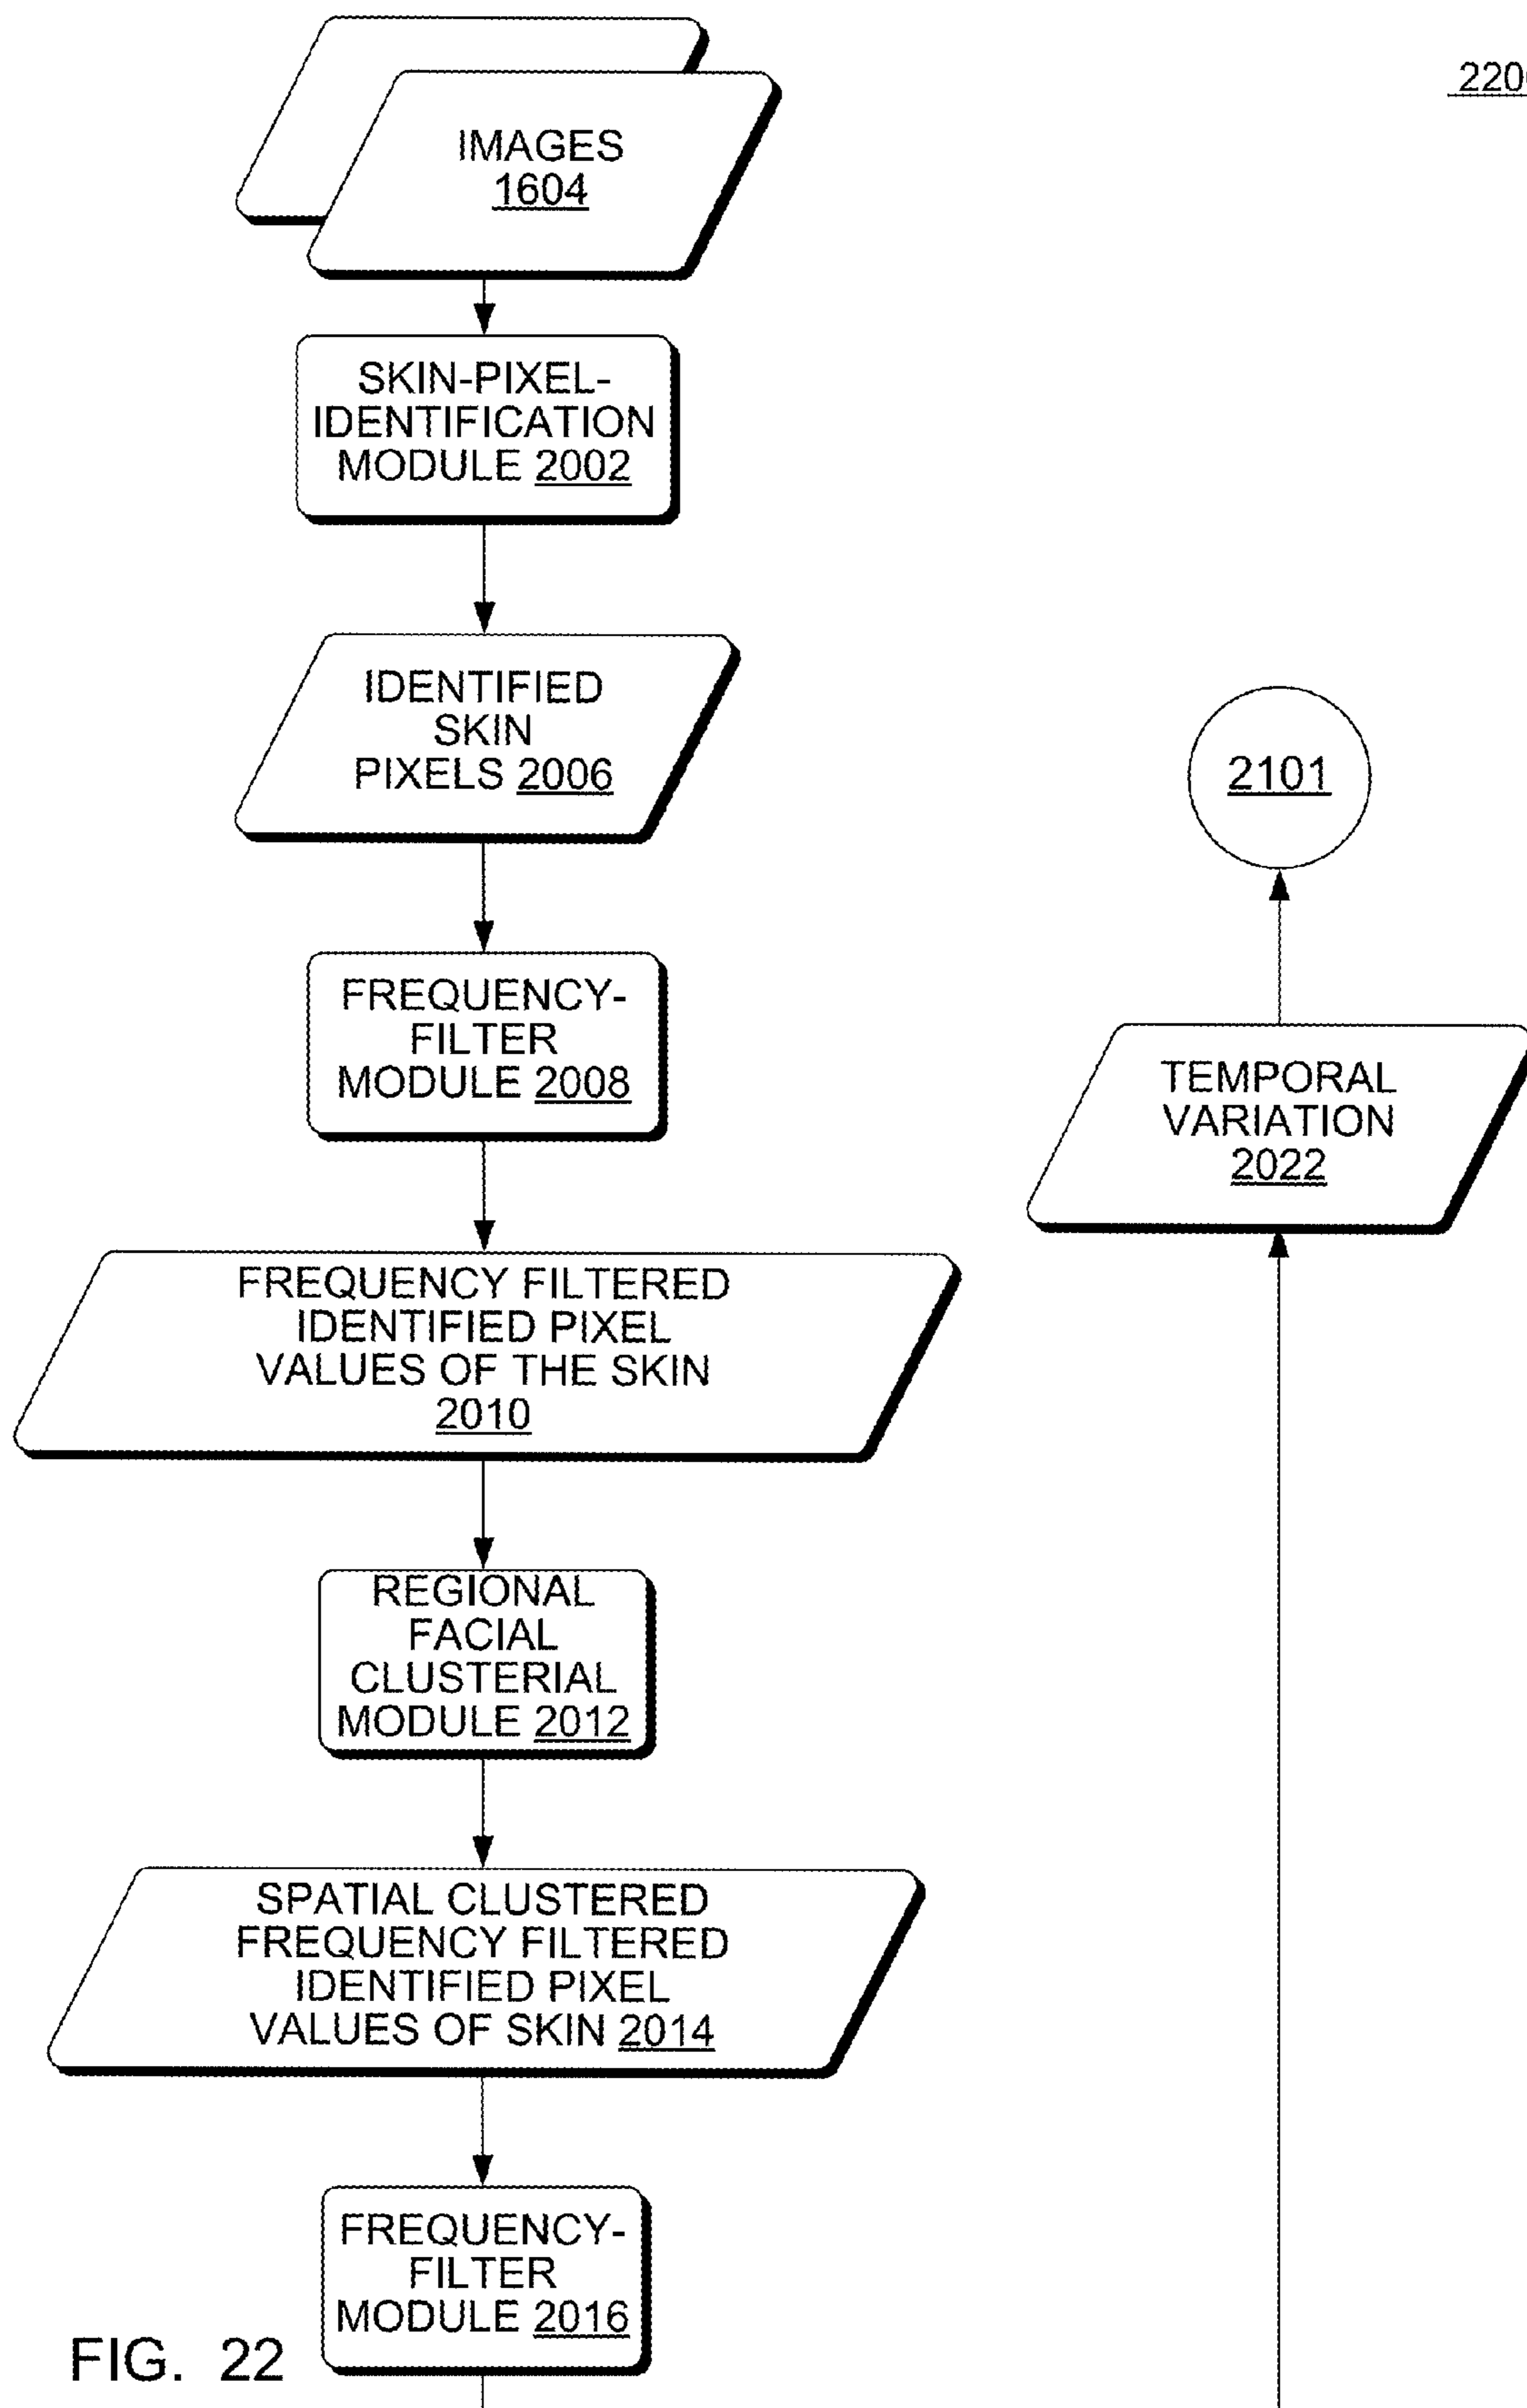 2200
IMAGES
1604
SKIN-PIXEL-
IDENTIFICATION
MODULE 2002
IDENTIFIED
SKIN
PIXELS 2006
FREQUENCY-
FILTER
MODULE 2008
FREQUENCY FILTERED
IDENTIFIED PIXEL
VALUES OF THE SKIN
2010
REGIONAL
FACIAL
CLUSTERIAL
MODULE 2012
SPATIAL CLUSTERED
FREQUENCY FILTERED
IDENTIFIED PIXEL
VALUES OF SKIN 2014
FREQUENCY-
FILTER
MODULE 2016
2101
TEMPORAL
VARIATION
2022
FIG. 22